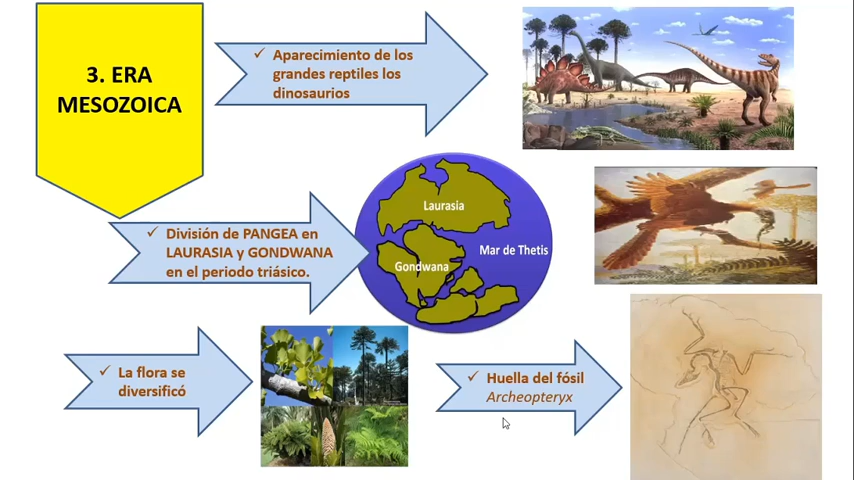 3. ERA
MESOZOICA
✓ Aparecimiento de los
grandes reptiles los
dinosaurios
✓ División de PANGEA en
LAURASIA y GONDWANA
en el periodo triásico.
Laurasia
Mar de Thetis
Gondwana
✓ La flora se
diversificó
✓ Huella del fósil
Archeopteryx